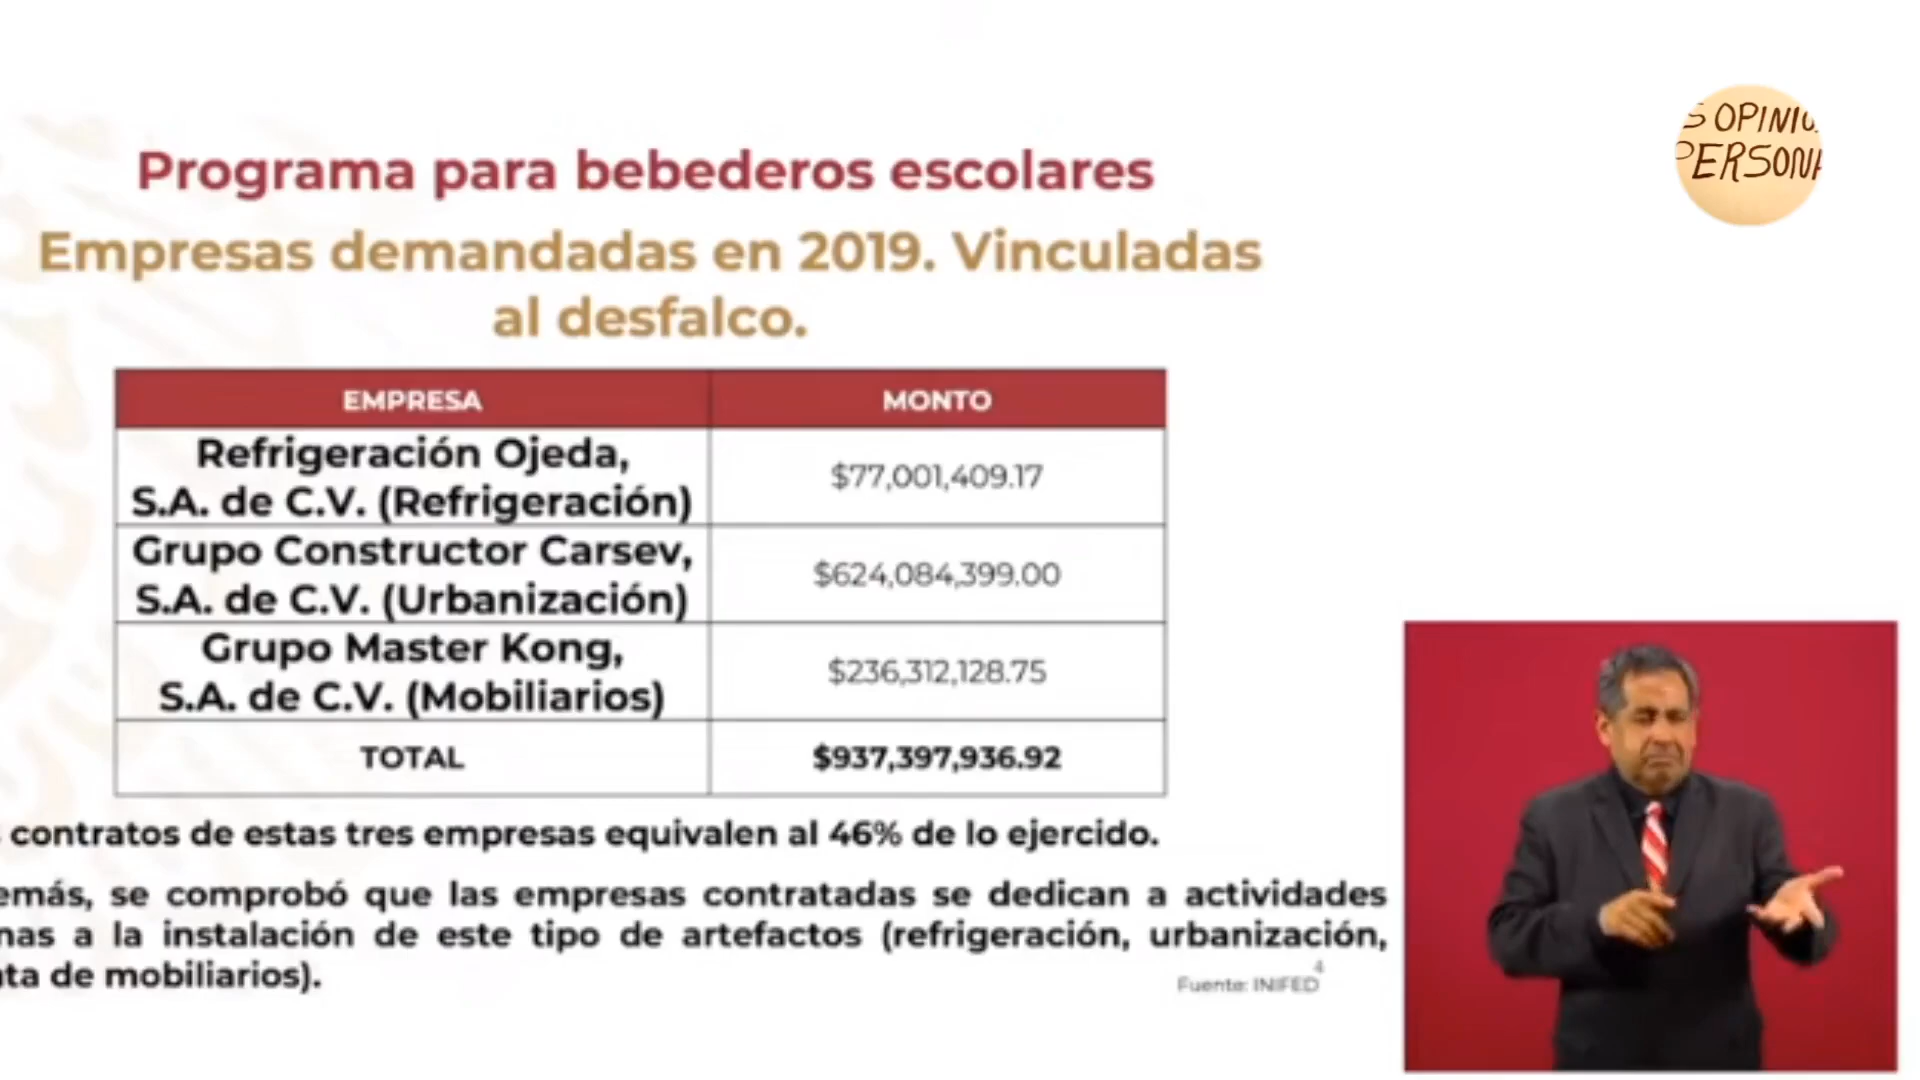 S OPINIO
PERSONA
Programa para bebederos escolares
Empresas demandadas en 2019. Vinculadas
al desfalco.
EMPRESA MONTO
Refrigeración Ojeda,
S.A. de C.V. (Refrigeración)
$77,001,409.17
Grupo Constructor Carsev,
S.A. de C.V. (Urbanización)
$624,084,399.00
Grupo Master Kong,
S.A. de C.V. (Mobiliarios)
$236,312,128.75
TOTAL $937,397,936.92
contratos de estas tres empresas equivalen al 46% de lo ejercido.
emás, se comprobó que las empresas contratadas se dedican a actividades
nas a la instalación de este tipo de artefactos (refrigeración, urbanización,
ta de mobiliarios).
4
Fuente: INIFED